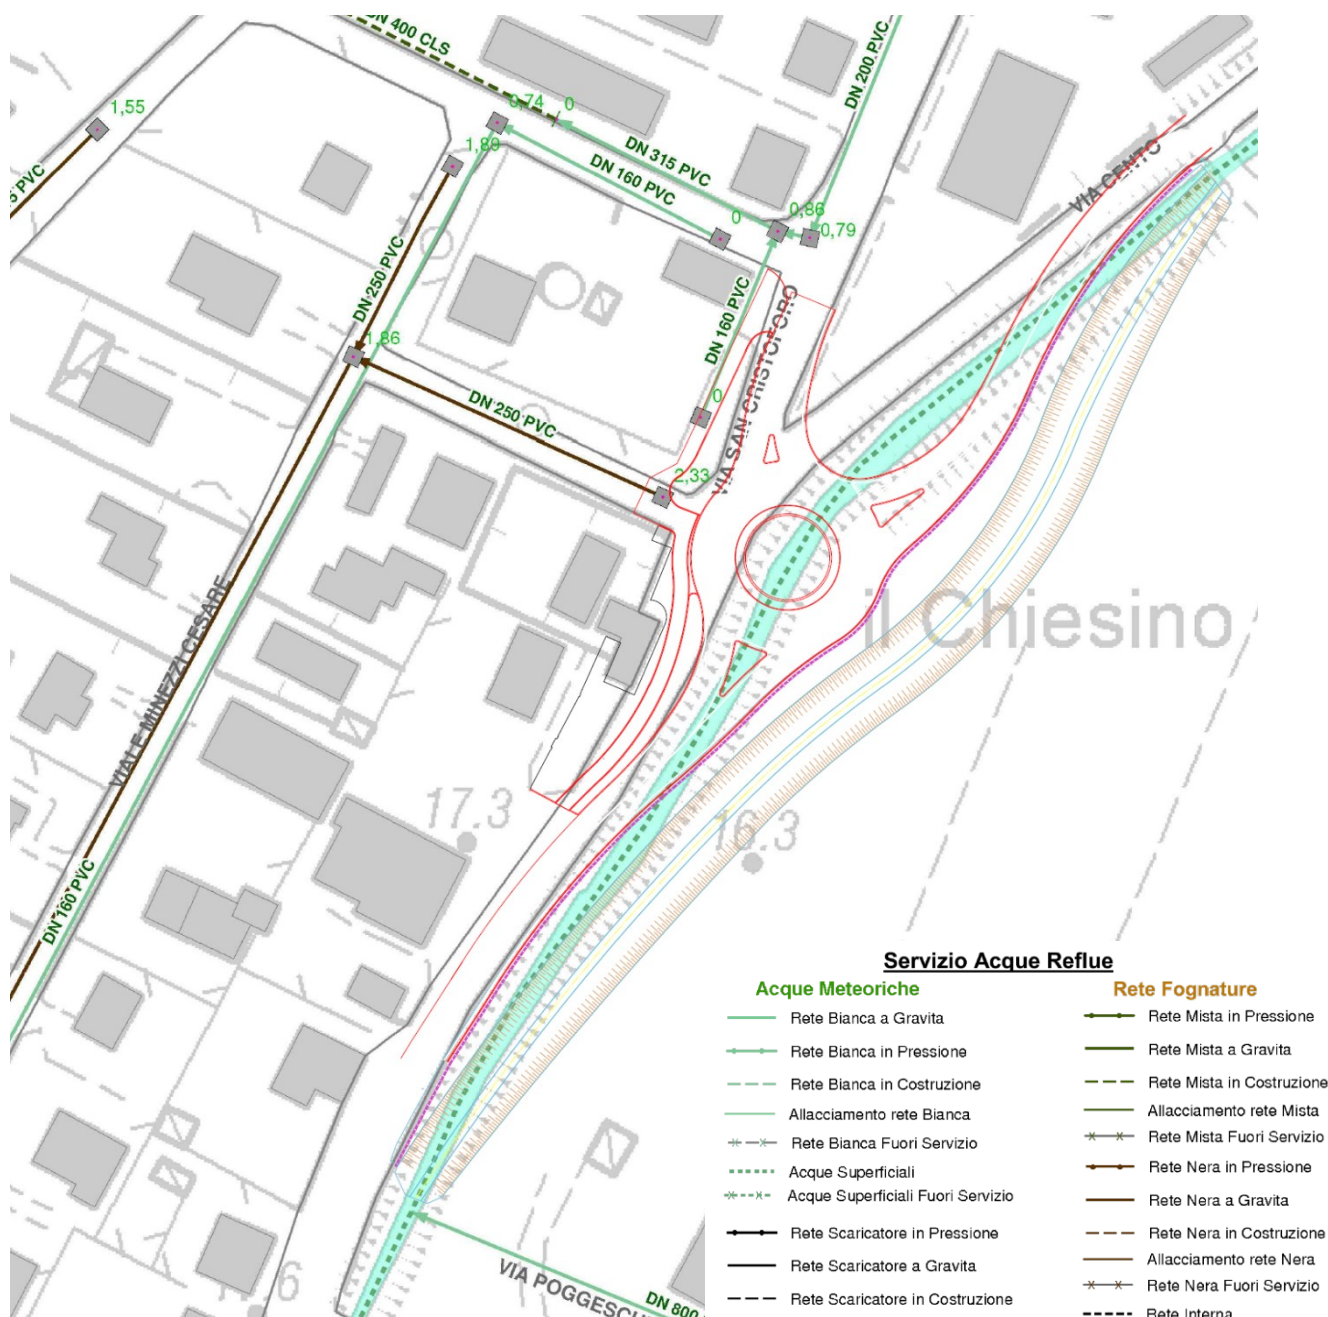 DN 400 CLS
DN 200 PVC
1,55
0,74
0
1,89
DN 315 PVC
DN 160 PVC
VIA CENTO
0
0,86
0,79
5 PVC
DN 250 PVC
DN 160 PVC
VIA SAN CRISTOFORO
1,86
0
DN 250 PVC
2,33
VIALE MINEZZI CESARE
il Chiesino
17.3
16.3
DN 160 PVC
Servizio Acque Reflue
Acque Meteoriche
Rete Bianca a Gravita
Rete Bianca in Pressione
Rete Bianca in Costruzione
Allacciamento rete Bianca
Rete Bianca Fuori Servizio
Acque Superficiali
Acque Superficiali Fuori Servizio
Rete Scaricatore in Pressione
Rete Scaricatore a Gravita
Rete Scaricatore in Costruzione
Rete Fognature
Rete Mista in Pressione
Rete Mista a Gravita
Rete Mista in Costruzione
Allacciamento rete Mista
Rete Mista Fuori Servizio
Rete Nera in Pressione
Rete Nera a Gravita
Rete Nera in Costruzione
Allacciamento rete Nera
Rete Nera Fuori Servizio
Rete Interna
VIA POGGESCHI
DN 800
6